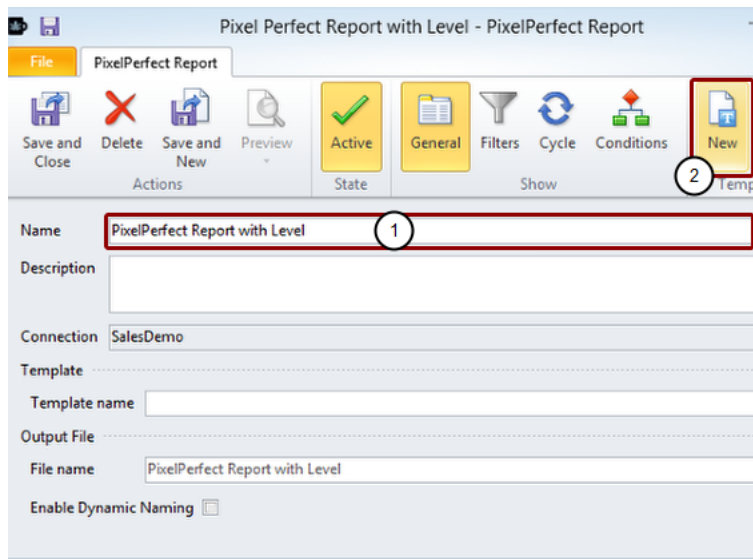 Pixel Perfect Report with Level - PixelPerfect Report
File PixelPerfect Report
Save and Close Delete Save and New Preview Active General Filters Cycle Conditions New
Actions State Show Temp
2
Name PixelPerfect Report with Level 1
Description
Connection SalesDemo
Template
Template name
Output File
File name PixelPerfect Report with Level
Enable Dynamic Naming